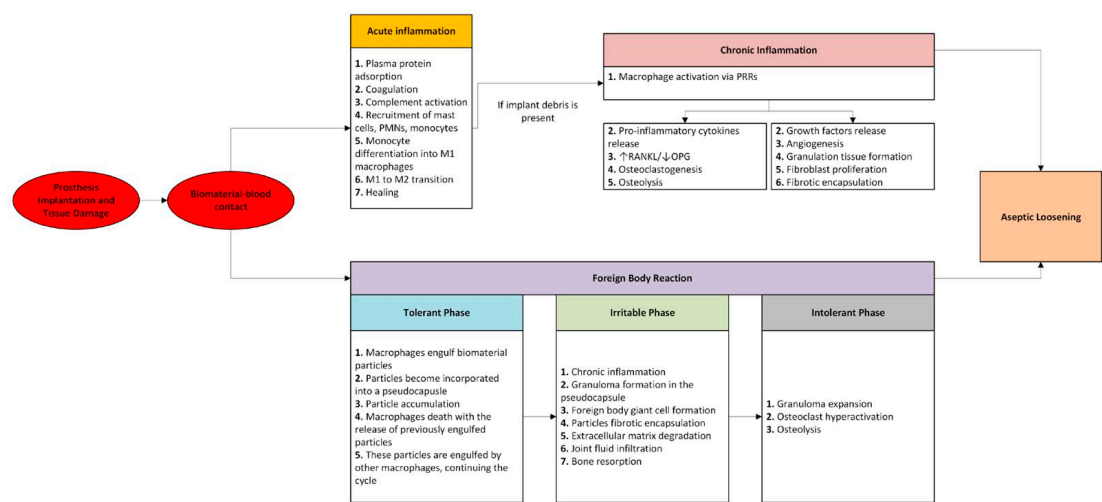 Prosthesis
Implantation and
Tissue Damage
Biomaterial-blood
contact
Acute inflammation
1. Plasma protein
adsorption
2. Coagulation
3. Complement activation
4. Recruitment of mast
cells, PMNs, monocytes
5. Monocyte
differentiation into M1
macrophages
6. M1 to M2 transition
7. Healing
If implant debris is
present
Chronic Inflammation
1. Macrophage activation via PRRs
2. Pro-inflammatory cytokines
release
3. ↑RANKL/↓OPG
4. Osteoclastogenesis
5. Osteolysis
2. Growth factors release
3. Angiogenesis
4. Granulation tissue formation
5. Fibroblast proliferation
6. Fibrotic encapsulation
Aseptic Loosening
Foreign Body Reaction
Tolerant Phase
1. Macrophages engulf biomaterial
particles
2. Particles become incorporated
into a pseudocapusle
3. Particle accumulation
4. Macrophages death with the
release of previously engulfed
particles
5. These particles are engulfed by
other macrophages, continuing the
cycle
Irritable Phase
1. Chronic inflammation
2. Granuloma formation in the
pseudocapsule
3. Foreign body giant cell formation
4. Particles fibrotic encapsulation
5. Extracellular matrix degradation
6. Joint fluid infiltration
7. Bone resorption
Intolerant Phase
1. Granuloma expansion
2. Osteoclast hyperactivation
3. Osteolysis